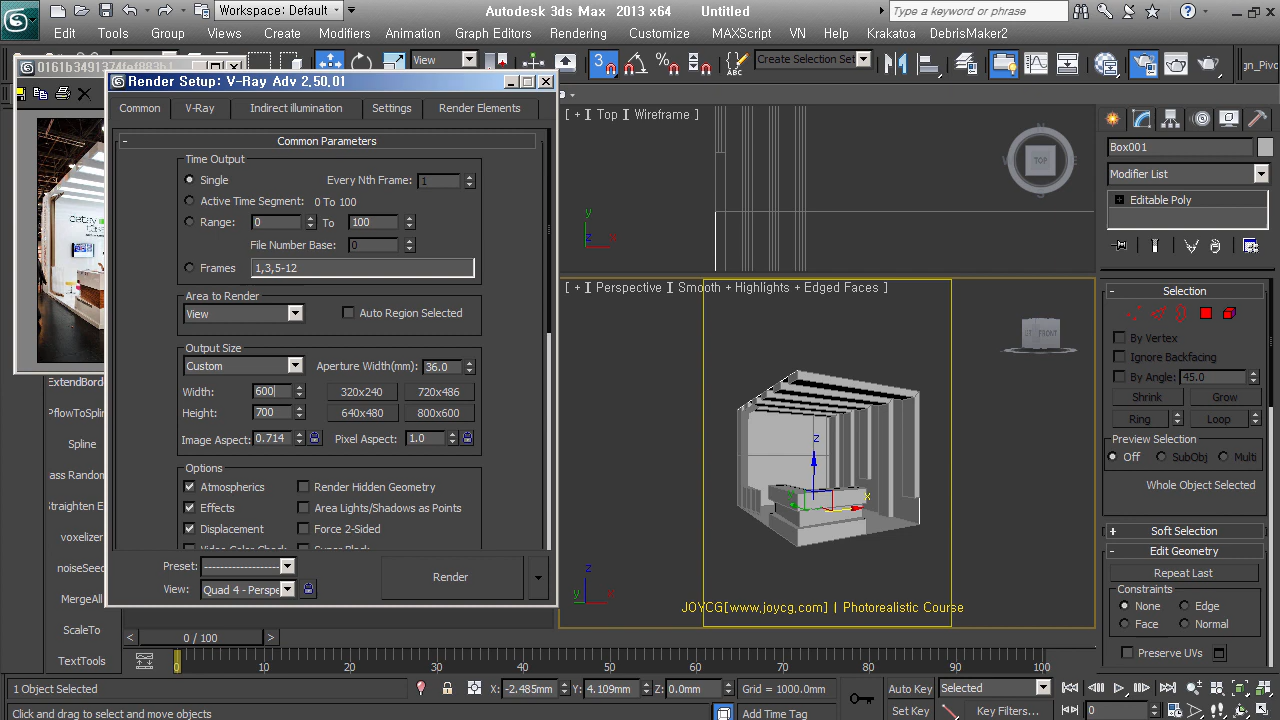 Workspace: Default
Autodesk 3ds Max 2013 x64 Untitled
Type a keyword or phrase
Edit Tools Group Views Create Modifiers Animation Graph Editors Rendering Customize MAXScript VN Help Krakatoa DebrisMaker2
View
3
Create Selection Set
gn_Pivot
Render Setup: V-Ray Adv 2,50,01
Common V-Ray Indirect illumination Settings Render Elements
- Common Parameters
Time Output
Single Every Nth Frame: 1
Active Time Segment: 0 To 100
Range: 0 To 100
File Number Base: 0
Frames 1,3,5-12
Area to Render
View Auto Region Selected
Output Size
Custom Aperture Width(mm): 36.0
Width: 600 320x240 720x486
Height: 700 640x480 800x600
Image Aspect: 0.714 Pixel Aspect: 1.0
Options
Atmospherics Render Hidden Geometry
Effects Area Lights/Shadows as Points
Displacement Force 2-Sided
Preset: --------------------
View: Quad 4 - Perspe
Render
ExtendBord
PflowToSplin
Spline
ass Random
Straighten E
voxelizer
noiseSeed
MergeAll
ScaleTo
TextTools
[ + ] Top ] Wireframe ]
TOP
y
z x
[ + ] Perspective ] Smooth + Highlights + Edged Faces ]
FRONT
z
x
z
y x
JOYCG[www.joycg.com] | Photorealistic Course
Box001
Modifier List
Editable Poly
- Selection
By Vertex
Ignore Backfacing
By Angle: 45.0
Shrink Grow
Ring Loop
Preview Selection
Off SubObj Multi
Whole Object Selected
+ Soft Selection
- Edit Geometry
Repeat Last
Constraints
None Edge
Face Normal
Preserve UVs
< 0 / 100 >
0 10 20 30 40 50 60 70 80 90 100
1 Object Selected X: -2.485mm Y: 4.109mm Z: 0.0mm Grid = 1000.0mm Auto Key Selected
Click and drag to select and move objects Add Time Tag Set Key Key Filters... 0